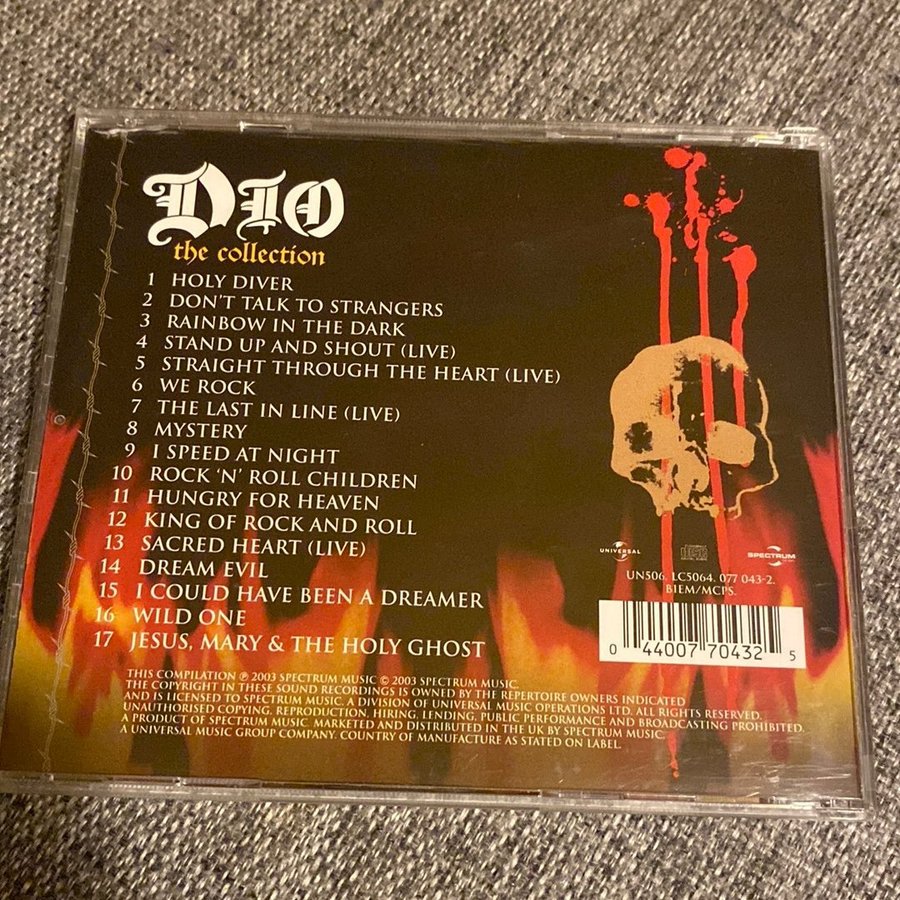 DIO
the collection
1 HOLY DIVER
2 DON'T TALK TO STRANGERS
3 RAINBOW IN THE DARK
4 STAND UP AND SHOUT (LIVE)
5 STRAIGHT THROUGH THE HEART (LIVE)
6 WE ROCK
7 THE LAST IN LINE (LIVE)
8 MYSTERY
9 I SPEED AT NIGHT
10 ROCK 'N' ROLL CHILDREN
11 HUNGRY FOR HEAVEN
12 KING OF ROCK AND ROLL
13 SACRED HEART (LIVE)
14 DREAM EVIL
15 I COULD HAVE BEEN A DREAMER
16 WILD ONE
17 JESUS, MARY & THE HOLY GHOST
UNIVERSAL
SPECTRUM
UN506. LC5064. 077 043-2.
BIEM/MCPS.
0 44007 70432 5
THIS COMPILATION ℗ 2003 SPECTRUM MUSIC © 2003 SPECTRUM MUSIC.
THE COPYRIGHT IN THESE SOUND RECORDINGS IS OWNED BY THE REPERTOIRE OWNERS INDICATED
AND IS LICENSED TO SPECTRUM MUSIC. A DIVISION OF UNIVERSAL MUSIC OPERATIONS LTD. ALL RIGHTS RESERVED.
UNAUTHORISED COPYING, REPRODUCTION, HIRING, LENDING, PUBLIC PERFORMANCE AND BROADCASTING PROHIBITED.
A PRODUCT OF SPECTRUM MUSIC. MARKETED AND DISTRIBUTED IN THE UK BY SPECTRUM MUSIC.
A UNIVERSAL MUSIC GROUP COMPANY. COUNTRY OF MANUFACTURE AS STATED ON LABEL.